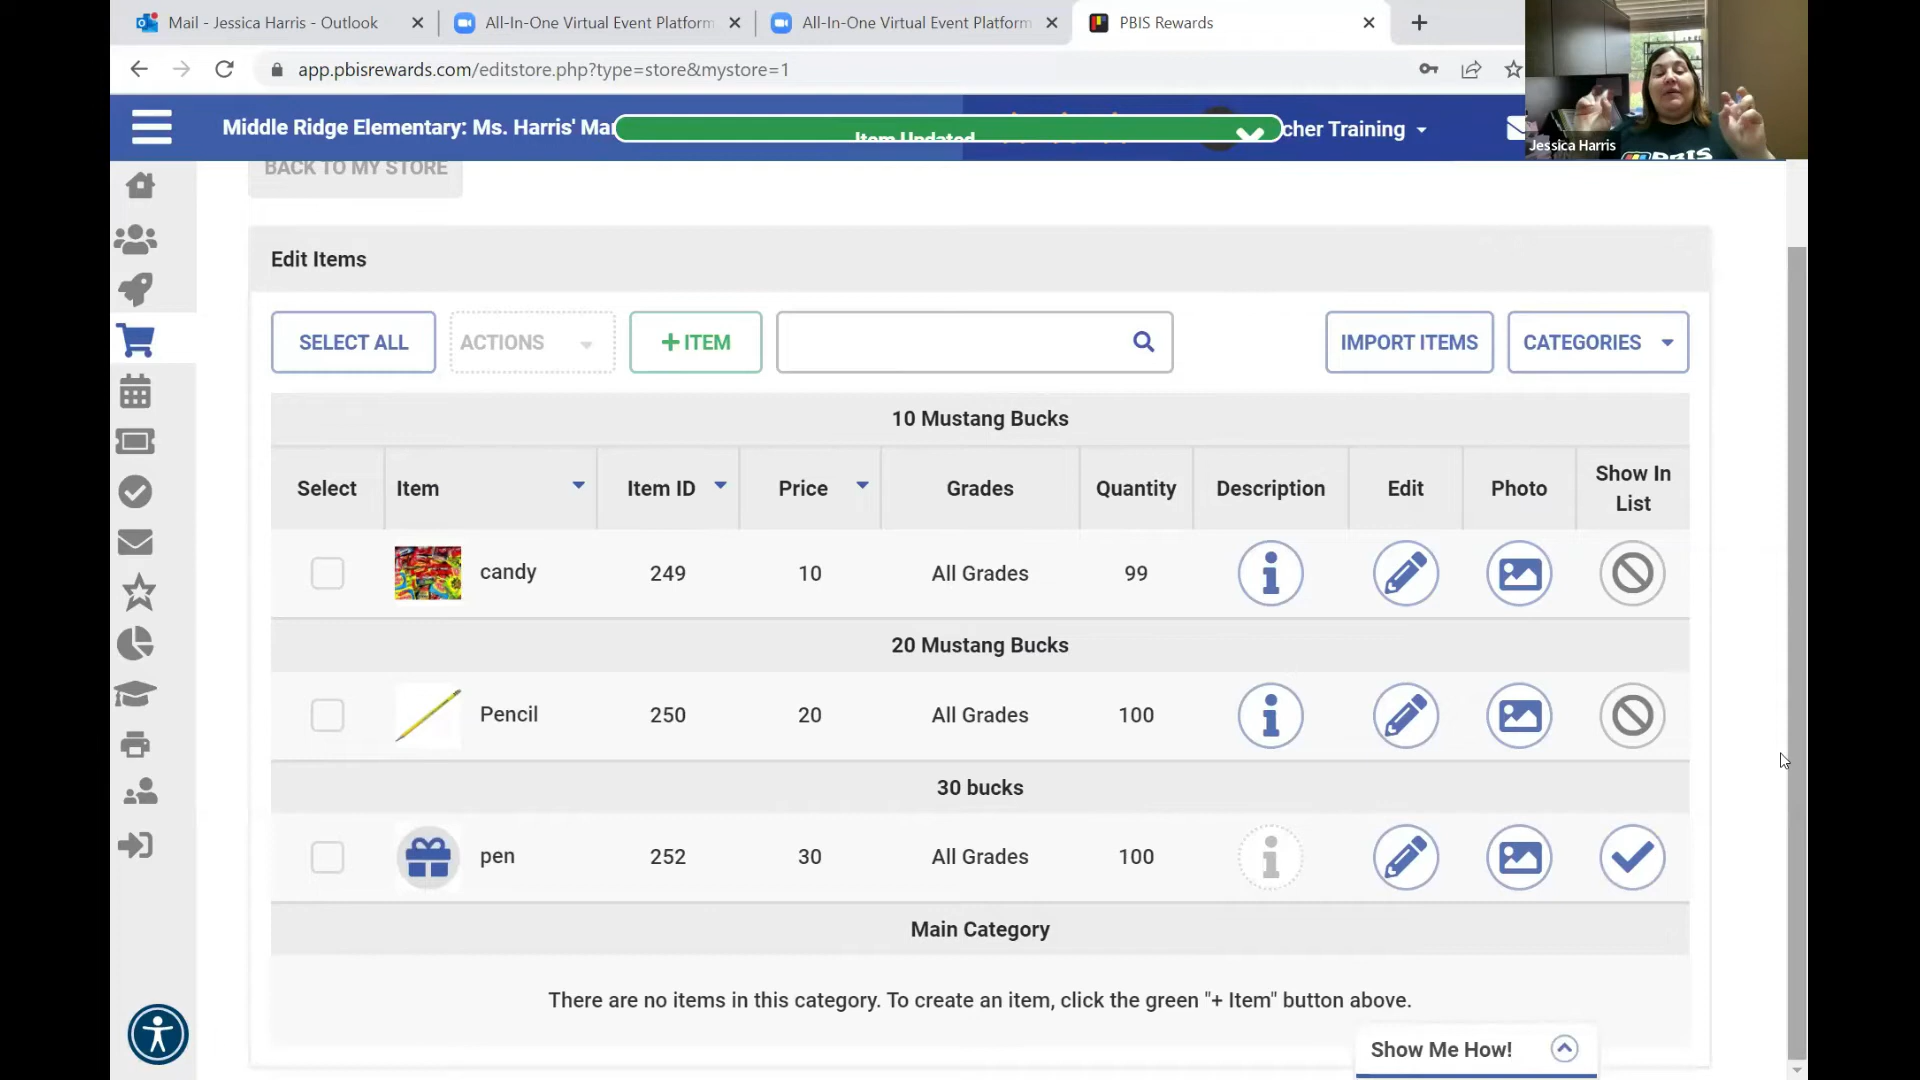 Mail - Jessica Harris - Outlook
All-In-One Virtual Event Platform
All-In-One Virtual Event Platform
PBIS Rewards
app.pbisrewards.com/editstore.php?type=store&mystore=1
Middle Ridge Elementary: Ms. Harris' Mar
Item Updated
cher Training
Jessica Harris
PBIS
BACK TO MY STORE
Edit Items
SELECT ALL
ACTIONS
+ ITEM
IMPORT ITEMS
CATEGORIES
10 Mustang Bucks
Select Item Item ID Price Grades Quantity Description Edit Photo Show In List
candy 249 10 All Grades 99
20 Mustang Bucks
Pencil 250 20 All Grades 100
30 bucks
pen 252 30 All Grades 100
Main Category
There are no items in this category. To create an item, click the green "+ Item" button above.
Show Me How!